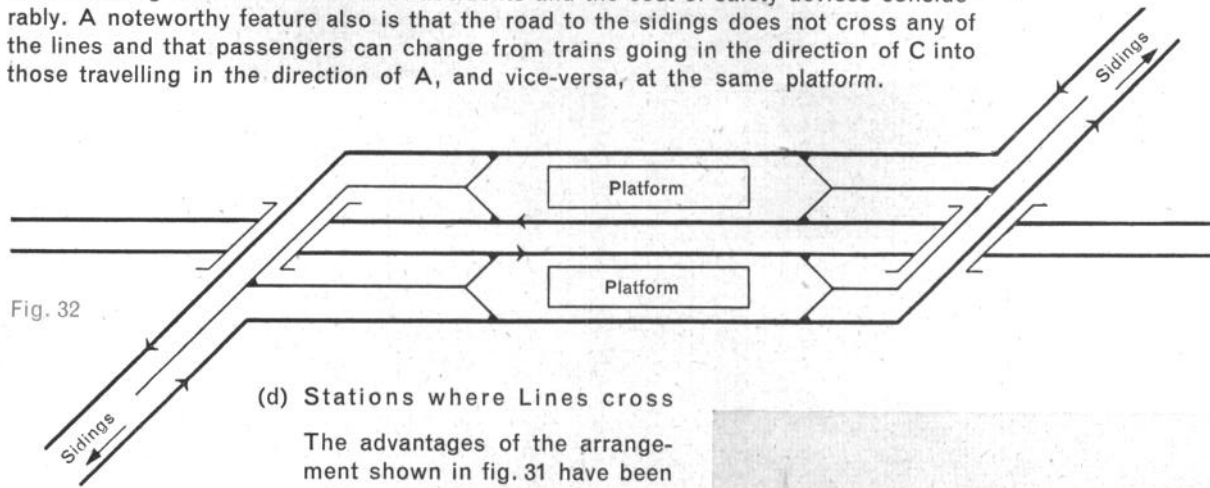 rably. A noteworthy feature also is that the road to the sidings does not cross any of
the lines and that passengers can change from trains going in the direction of C into
those travelling in the direction of A, and vice-versa, at the same platform.
Sidings
Platform
Platform
Fig. 32
Sidings
(d) Stations where Lines cross
The advantages of the arrange-
ment shown in fig. 31 have been